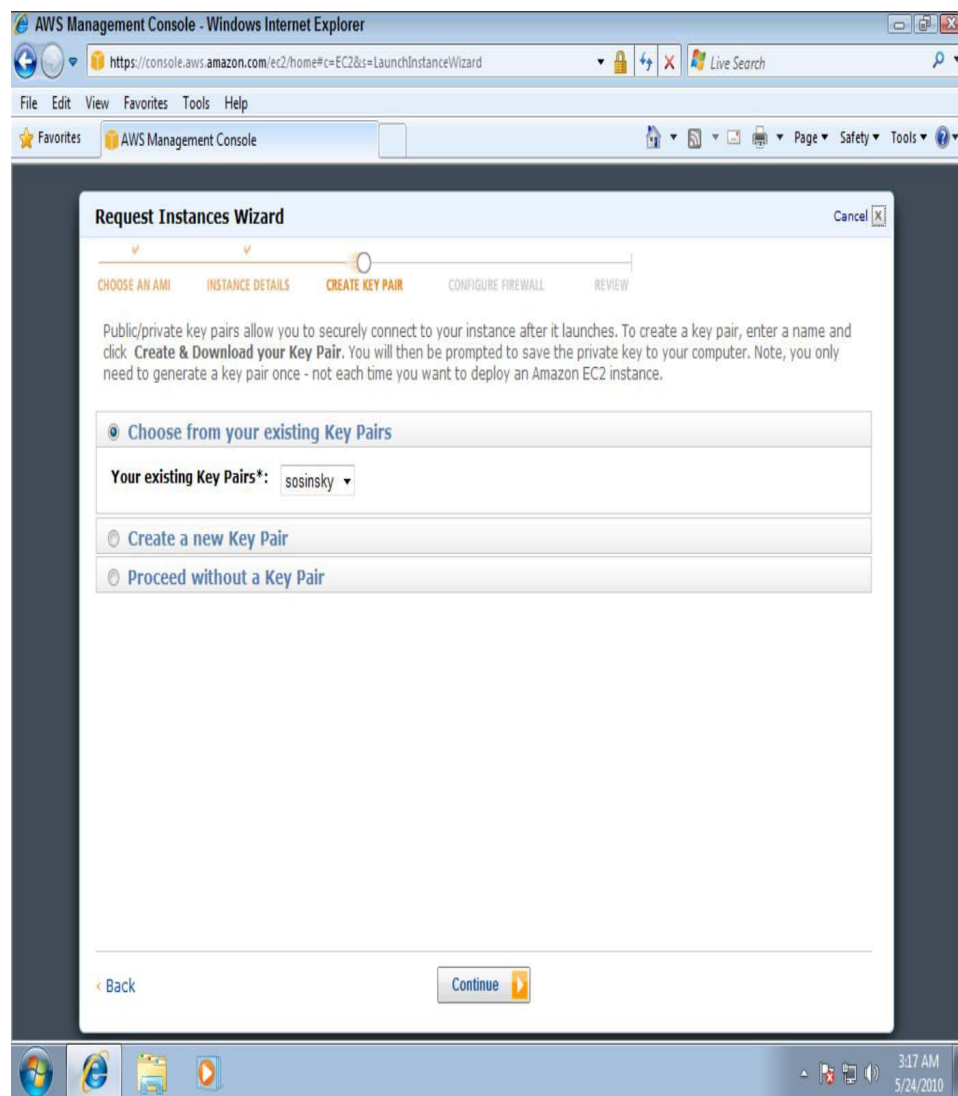 AWS Management Console - Windows Internet Explorer
https://console.aws.amazon.com/ec2/home#c=EC2&s=LaunchInstanceWizard
Live Search
File Edit View Favorites Tools Help
Favorites AWS Management Console Page Safety Tools
Request Instances Wizard Cancel X
CHOOSE AN AMI INSTANCE DETAILS CREATE KEY PAIR CONFIGURE FIREWALL REVIEW
Public/private key pairs allow you to securely connect to your instance after it launches. To create a key pair, enter a name and
click Create & Download your Key Pair. You will then be prompted to save the private key to your computer. Note, you only
need to generate a key pair once - not each time you want to deploy an Amazon EC2 instance.
Choose from your existing Key Pairs
Your existing Key Pairs*: sosinsky
Create a new Key Pair
Proceed without a Key Pair
< Back Continue
3:17 AM
5/24/2010